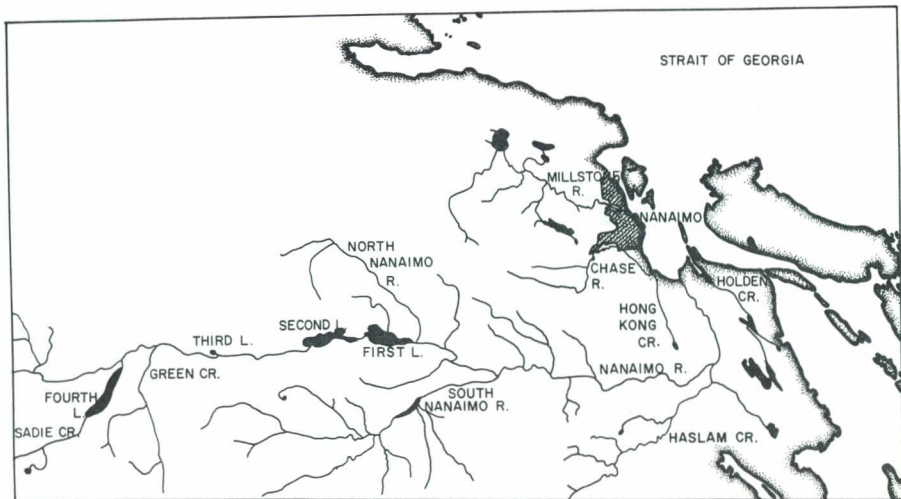 STRAIT OF GEORGIA
MILLSTONE
R.
NANAIMO
NORTH
NANAIMO
R.
CHASE
R.
HOLDEN
CR.
HONG
KONG
CR.
SECOND L.
THIRD L.
FIRST L.
GREEN CR.
NANAIMO R.
FOURTH
L.
SOUTH
NANAIMO R.
SADIE CR.
HASLAM CR.